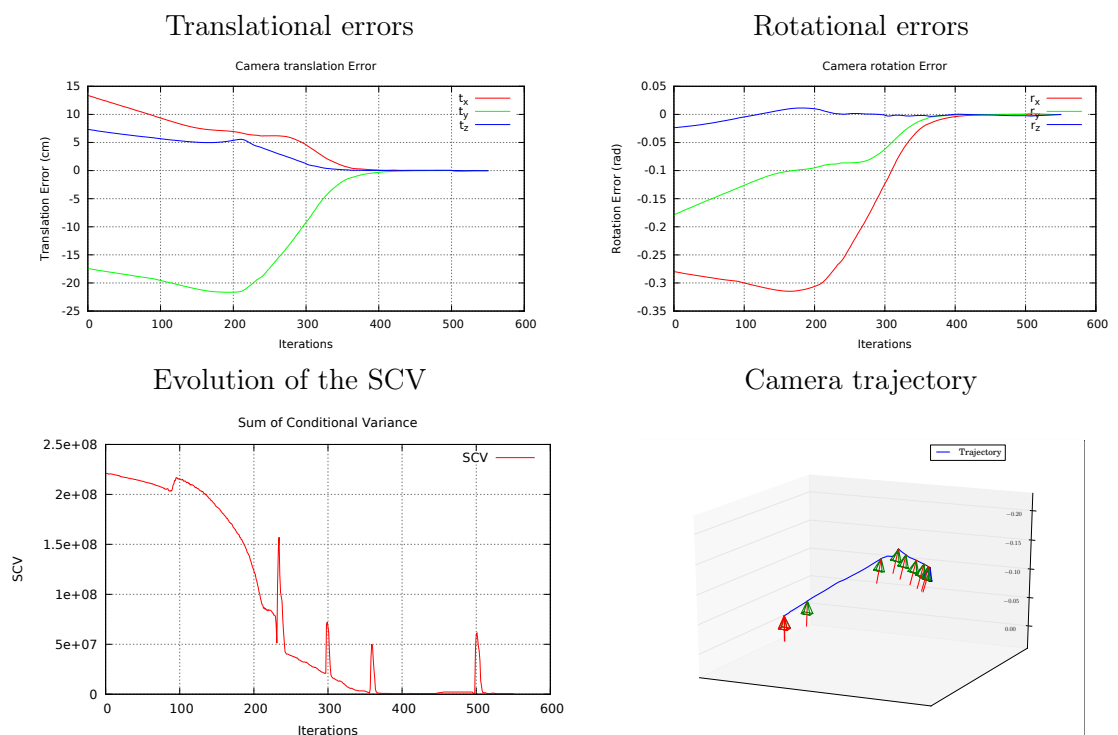 Translational errors
Rotational errors
Camera translation Error
15
10
5
0
-5
-10
-15
-20
-25
0 100 200 300 400 500 600
Translation Error (cm)
Iterations
t_x
t_y
t_z
Camera rotation Error
0.05
0
-0.05
-0.1
-0.15
-0.2
-0.25
-0.3
-0.35
0 100 200 300 400 500 600
Rotation Error (rad)
Iterations
r_x
r_y
r_z
Evolution of the SCV
Camera trajectory
Sum of Conditional Variance
2.5e+08
2e+08
1.5e+08
1e+08
5e+07
0
0 100 200 300 400 500 600
SCV
Iterations
SCV
Trajectory
−0.20
−0.15
−0.10
−0.05
0.00